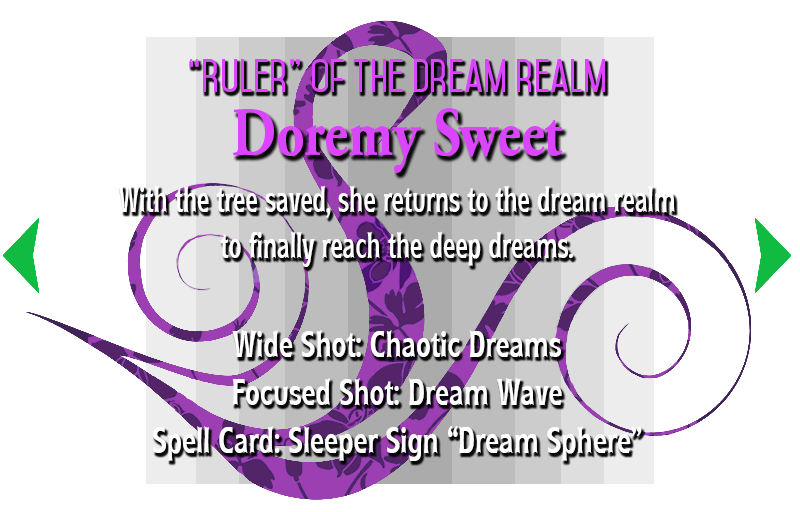 “RULER” OF THE DREAM REALM
Doremy Sweet
With the tree saved, she returns to the dream realm
to finally reach the deep dreams.
Wide Shot: Chaotic Dreams
Focused Shot: Dream Wave
Spell Card: Sleeper Sign “Dream Sphere”